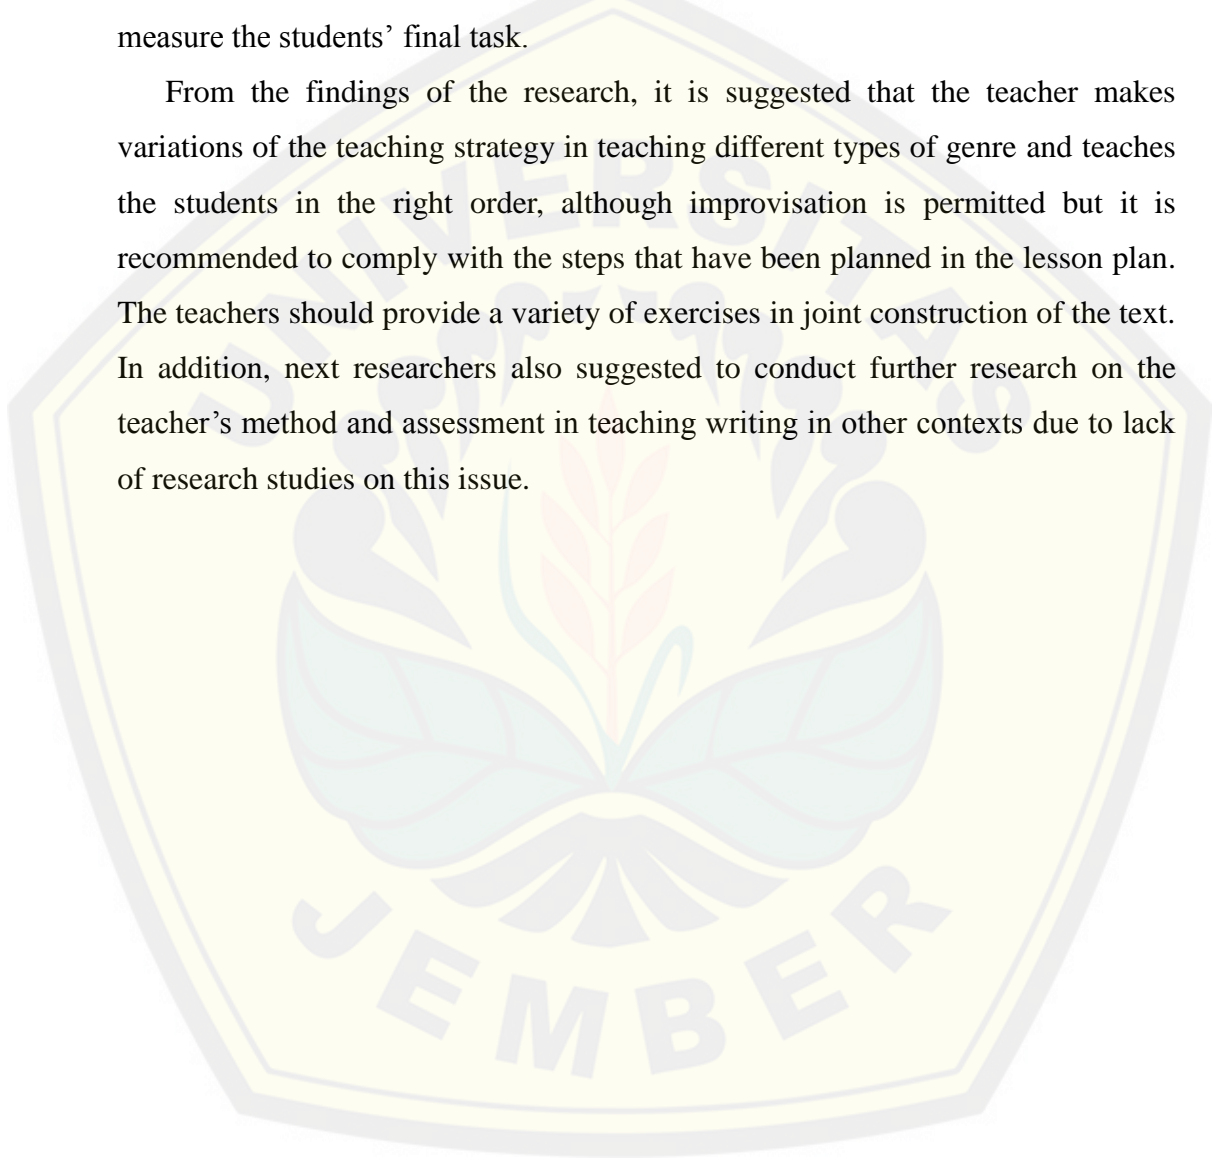 measure the students’ final task.
From the findings of the research, it is suggested that the teacher makes
variations of the teaching strategy in teaching different types of genre and teaches
the students in the right order, although improvisation is permitted but it is
recommended to comply with the steps that have been planned in the lesson plan.
The teachers should provide a variety of exercises in joint construction of the text.
In addition, next researchers also suggested to conduct further research on the
teacher’s method and assessment in teaching writing in other contexts due to lack
of research studies on this issue.
UNIVERSITAS
JEMBER